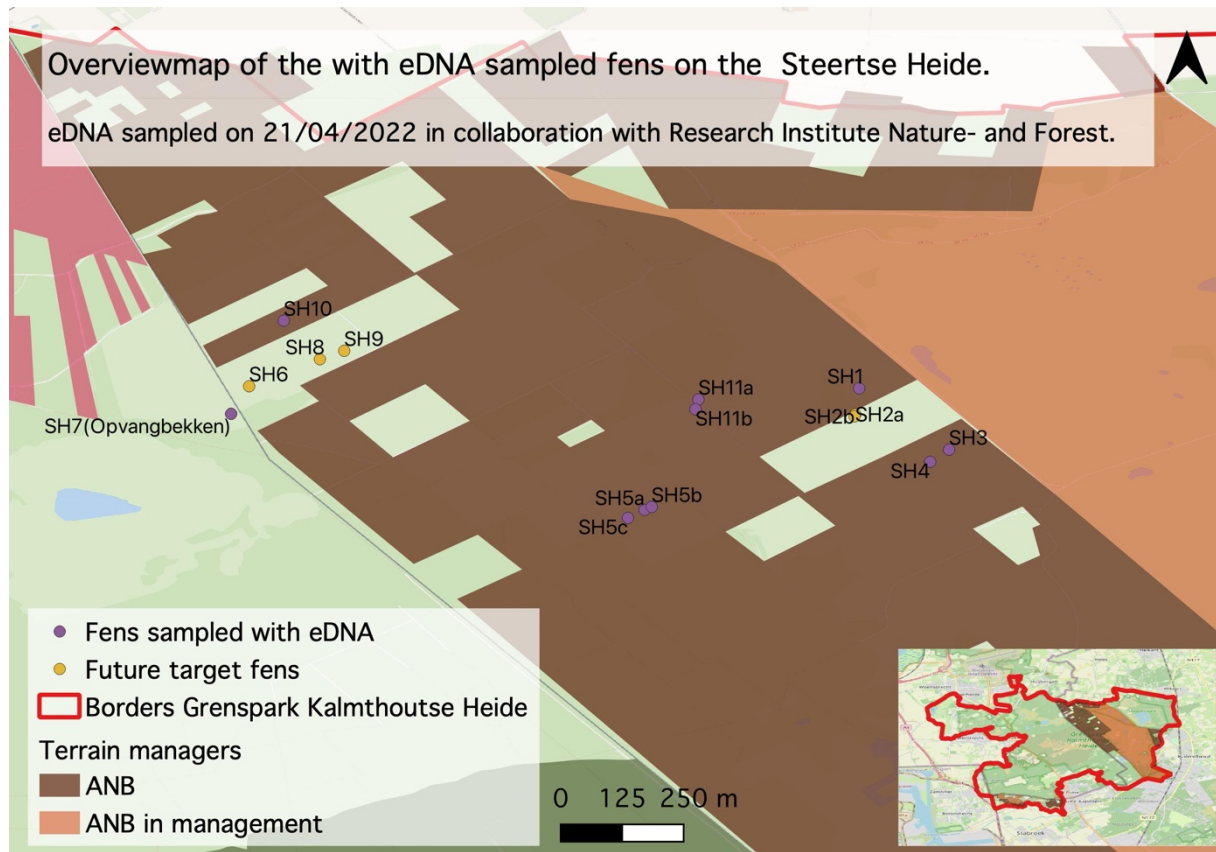 Overviewmap of the with eDNA sampled fens on the Steertse Heide.
eDNA sampled on 21/04/2022 in collaboration with Research Institute Nature- and Forest.
SH10
SH8
SH9
SH6
SH7(Opvangbekken)
SH11a
SH11b
SH1
SH2b
SH2a
SH3
SH4
SH5a
SH5b
SH5c
Fens sampled with eDNA
Future target fens
Borders Grenspark Kalmthoutse Heide
Terrain managers
ANB
ANB in management
0 125 250 m
Stabroek